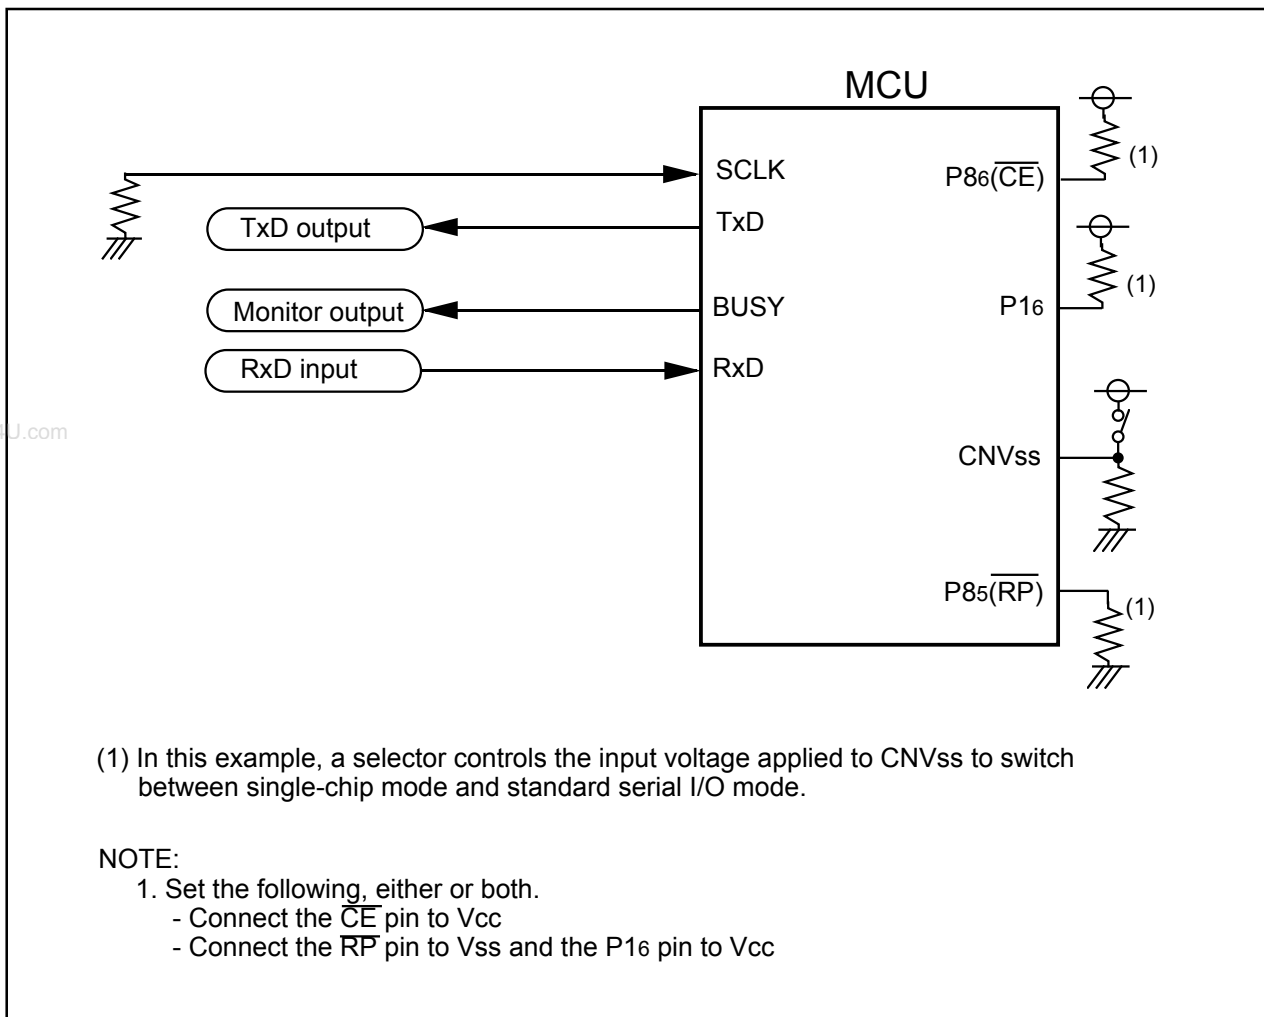 MCU
SCLK
P86(CE)
(1)
TxD output
TxD
Monitor output
BUSY
P16
(1)
RxD input
RxD
4U.com
CNVss
P85(RP)
(1)
(1) In this example, a selector controls the input voltage applied to CNVss to switch
between single-chip mode and standard serial I/O mode.
NOTE:
1. Set the following, either or both.
- Connect the CE pin to Vcc
- Connect the RP pin to Vss and the P16 pin to Vcc